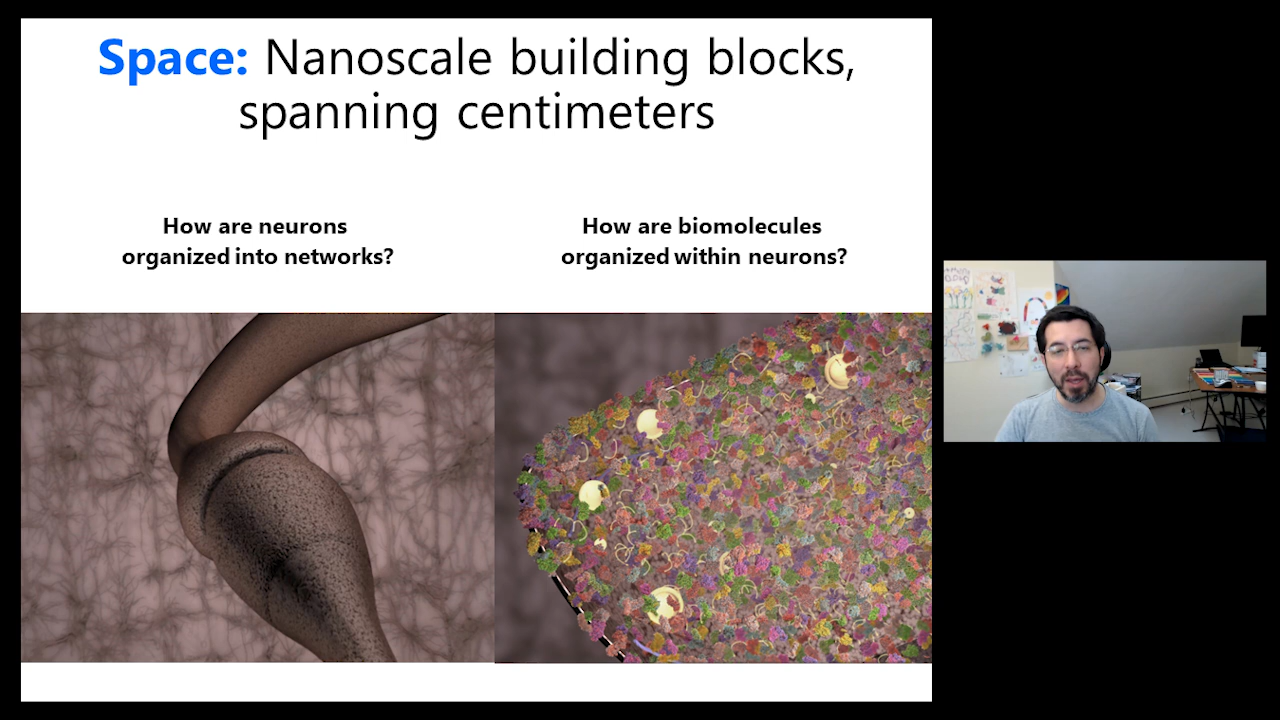 Space: Nanoscale building blocks,
spanning centimeters
How are neurons
organized into networks?
How are biomolecules
organized within neurons?